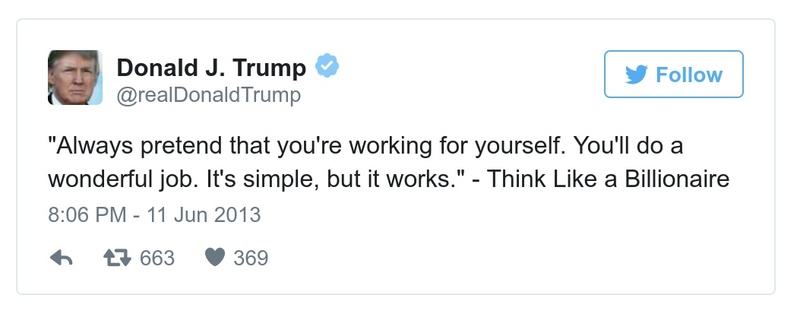 Donald J. Trump
@realDonaldTrump
Follow
"Always pretend that you're working for yourself. You'll do a
wonderful job. It's simple, but it works." - Think Like a Billionaire
8:06 PM - 11 Jun 2013
663 369